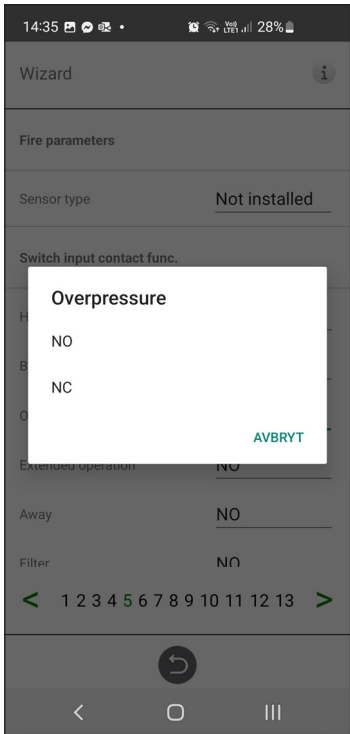 14:35 Vo)) LTE1 28%
Wizard i
Fire parameters
Sensor type Not installed
Switch input contact func.
Overpressure
H
NO
B
NC
O
AVBRYT
Extended operation NO
Away NO
Filter NO
< 1 2 3 4 5 6 7 8 9 10 11 12 13 >